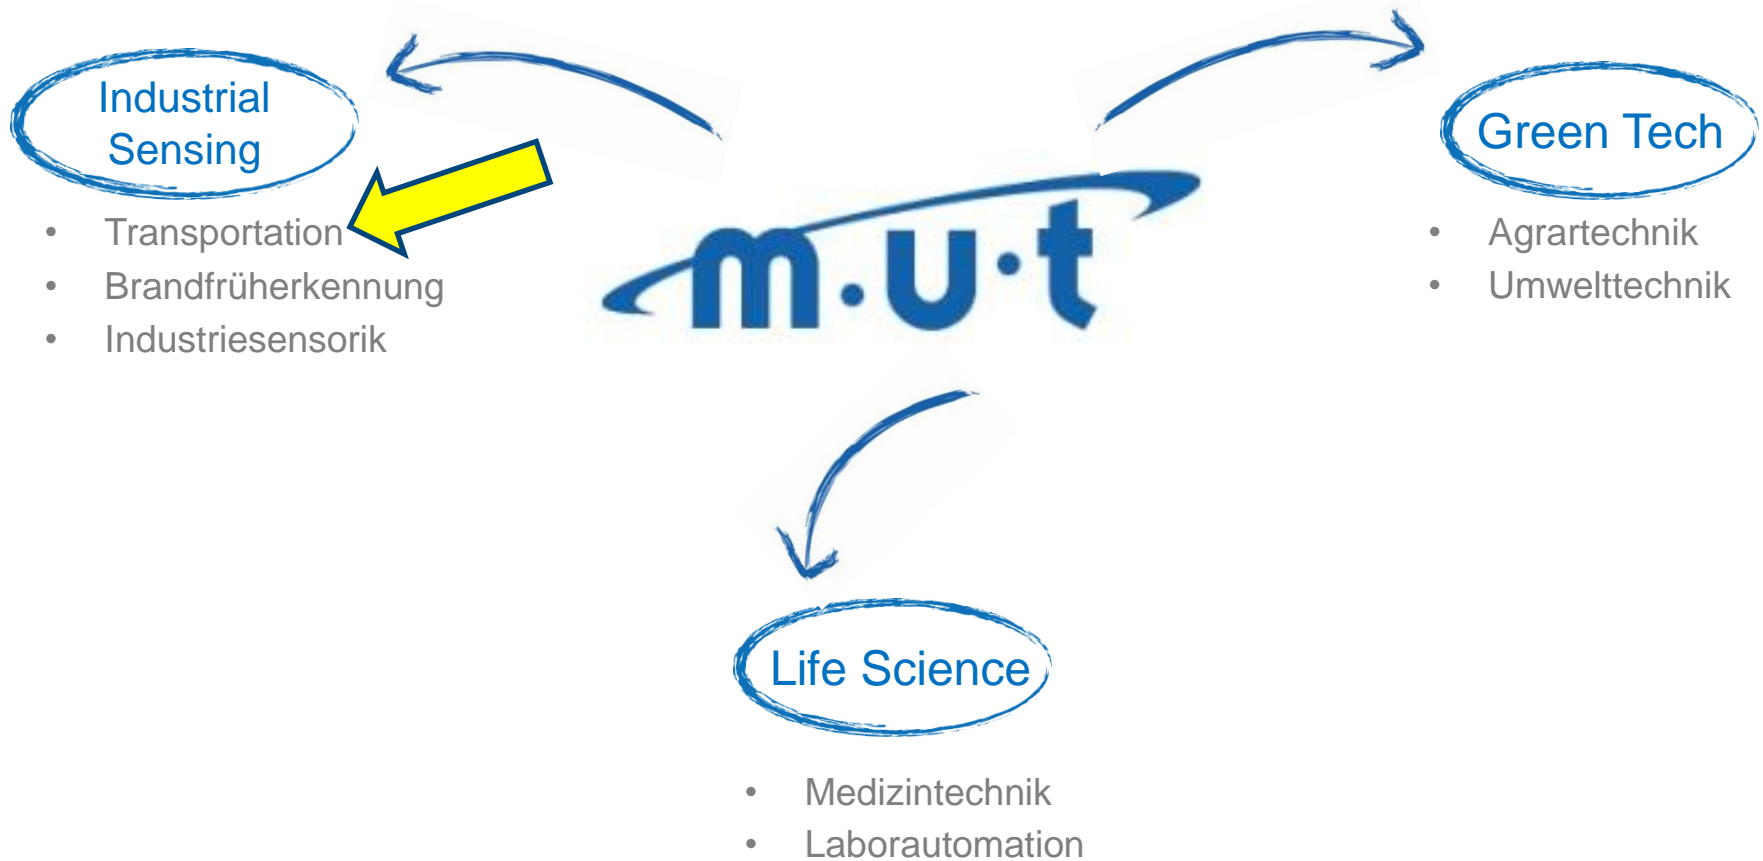 Industrial
Sensing
• Transportation
• Brandfrüherkennung
• Industriesensorik
m·u·t
Green Tech
• Agrartechnik
• Umwelttechnik
Life Science
• Medizintechnik
• Laborautomation